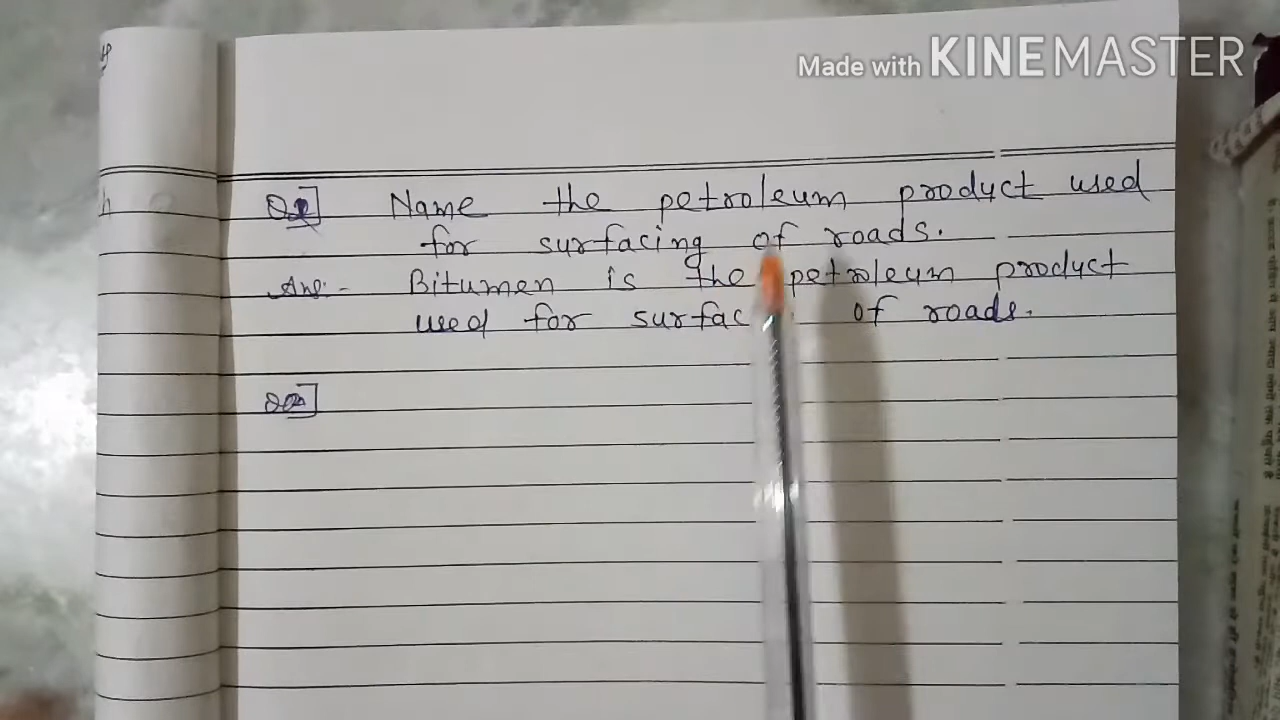 Made with KINEMASTER
Q1] Name the petroleum product used
for surfacing of roads.
Ans:- Bitumen is the petroleum product
used for surfac of roads.
Q2]